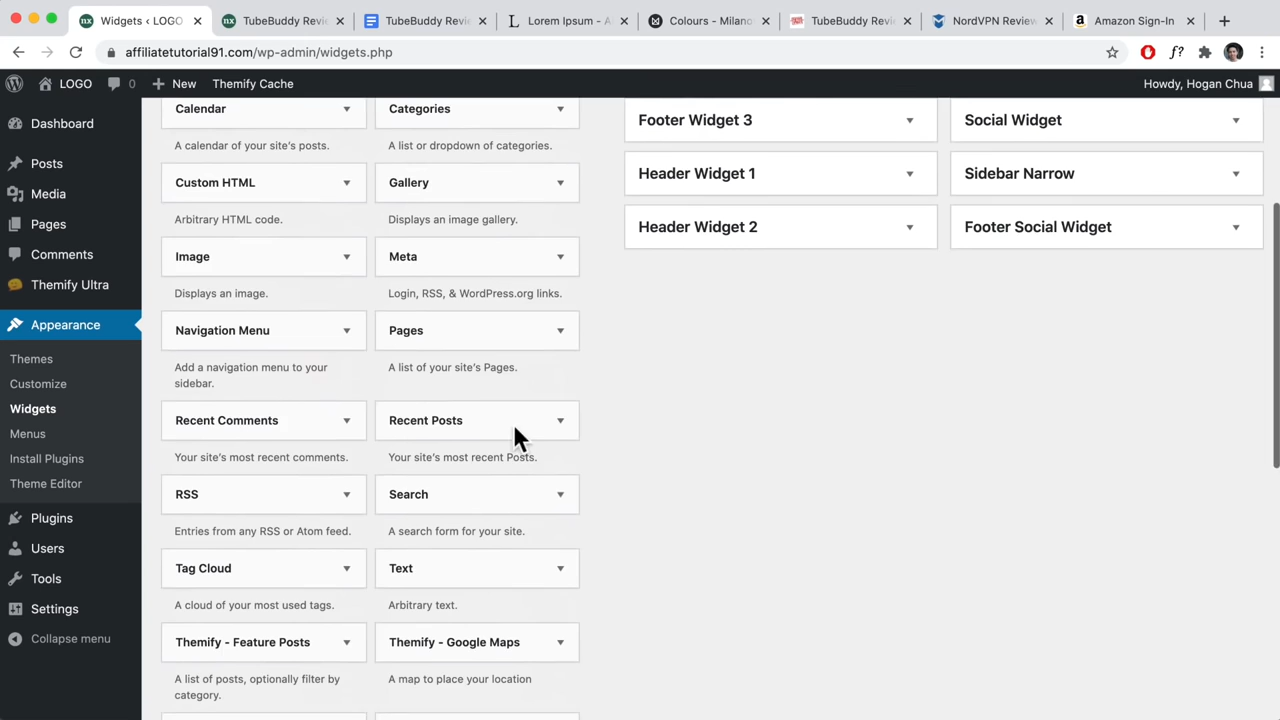 Widgets ‹ LOGO
TubeBuddy Revie
TubeBuddy Revie
Lorem Ipsum - A
Colours - Milano
TubeBuddy Revie
NordVPN Review
Amazon Sign-In
affiliatetutorial91.com/wp-admin/widgets.php
LOGO
0
New
Themify Cache
Howdy, Hogan Chua
Dashboard
Posts
Media
Pages
Comments
Themify Ultra
Appearance
Themes
Customize
Widgets
Menus
Install Plugins
Theme Editor
Plugins
Users
Tools
Settings
Collapse menu
Calendar
A calendar of your site's posts.
Categories
A list or dropdown of categories.
Custom HTML
Arbitrary HTML code.
Gallery
Displays an image gallery.
Image
Displays an image.
Meta
Login, RSS, & WordPress.org links.
Navigation Menu
Add a navigation menu to your
sidebar.
Pages
A list of your site's Pages.
Recent Comments
Your site's most recent comments.
Recent Posts
Your site's most recent Posts.
RSS
Entries from any RSS or Atom feed.
Search
A search form for your site.
Tag Cloud
A cloud of your most used tags.
Text
Arbitrary text.
Themify - Feature Posts
A list of posts, optionally filter by
category.
Themify - Google Maps
A map to place your location
Footer Widget 3
Header Widget 1
Header Widget 2
Social Widget
Sidebar Narrow
Footer Social Widget